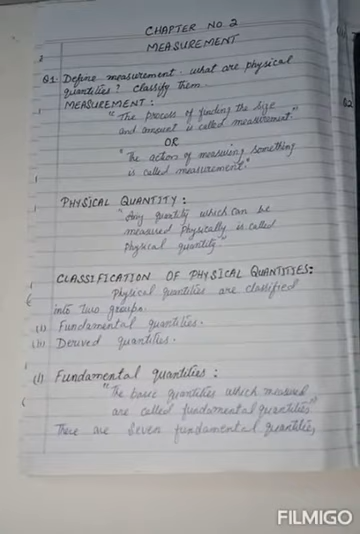 CHAPTER NO. 2
MEASUREMENT
Q1. Define measurement. what are physical
quantities? Classify them.
MEASUREMENT:
"The process of finding the size
and amount is called measurement."
OR
"The action of measuring something
is called measurement."
PHYSICAL QUANTITY:
"Any quantity which can be
measured physically is called
physical quantity."
CLASSIFICATION OF PHYSICAL QUANTITIES:
Physical quantities are classified
into two groups.
(i) Fundamental quantities.
(ii) Derived quantities.
(i) Fundamental quantities:
"The basic quantities which measured
are called fundamental quantities"
There are seven fundamental quantities,
FILMIGO